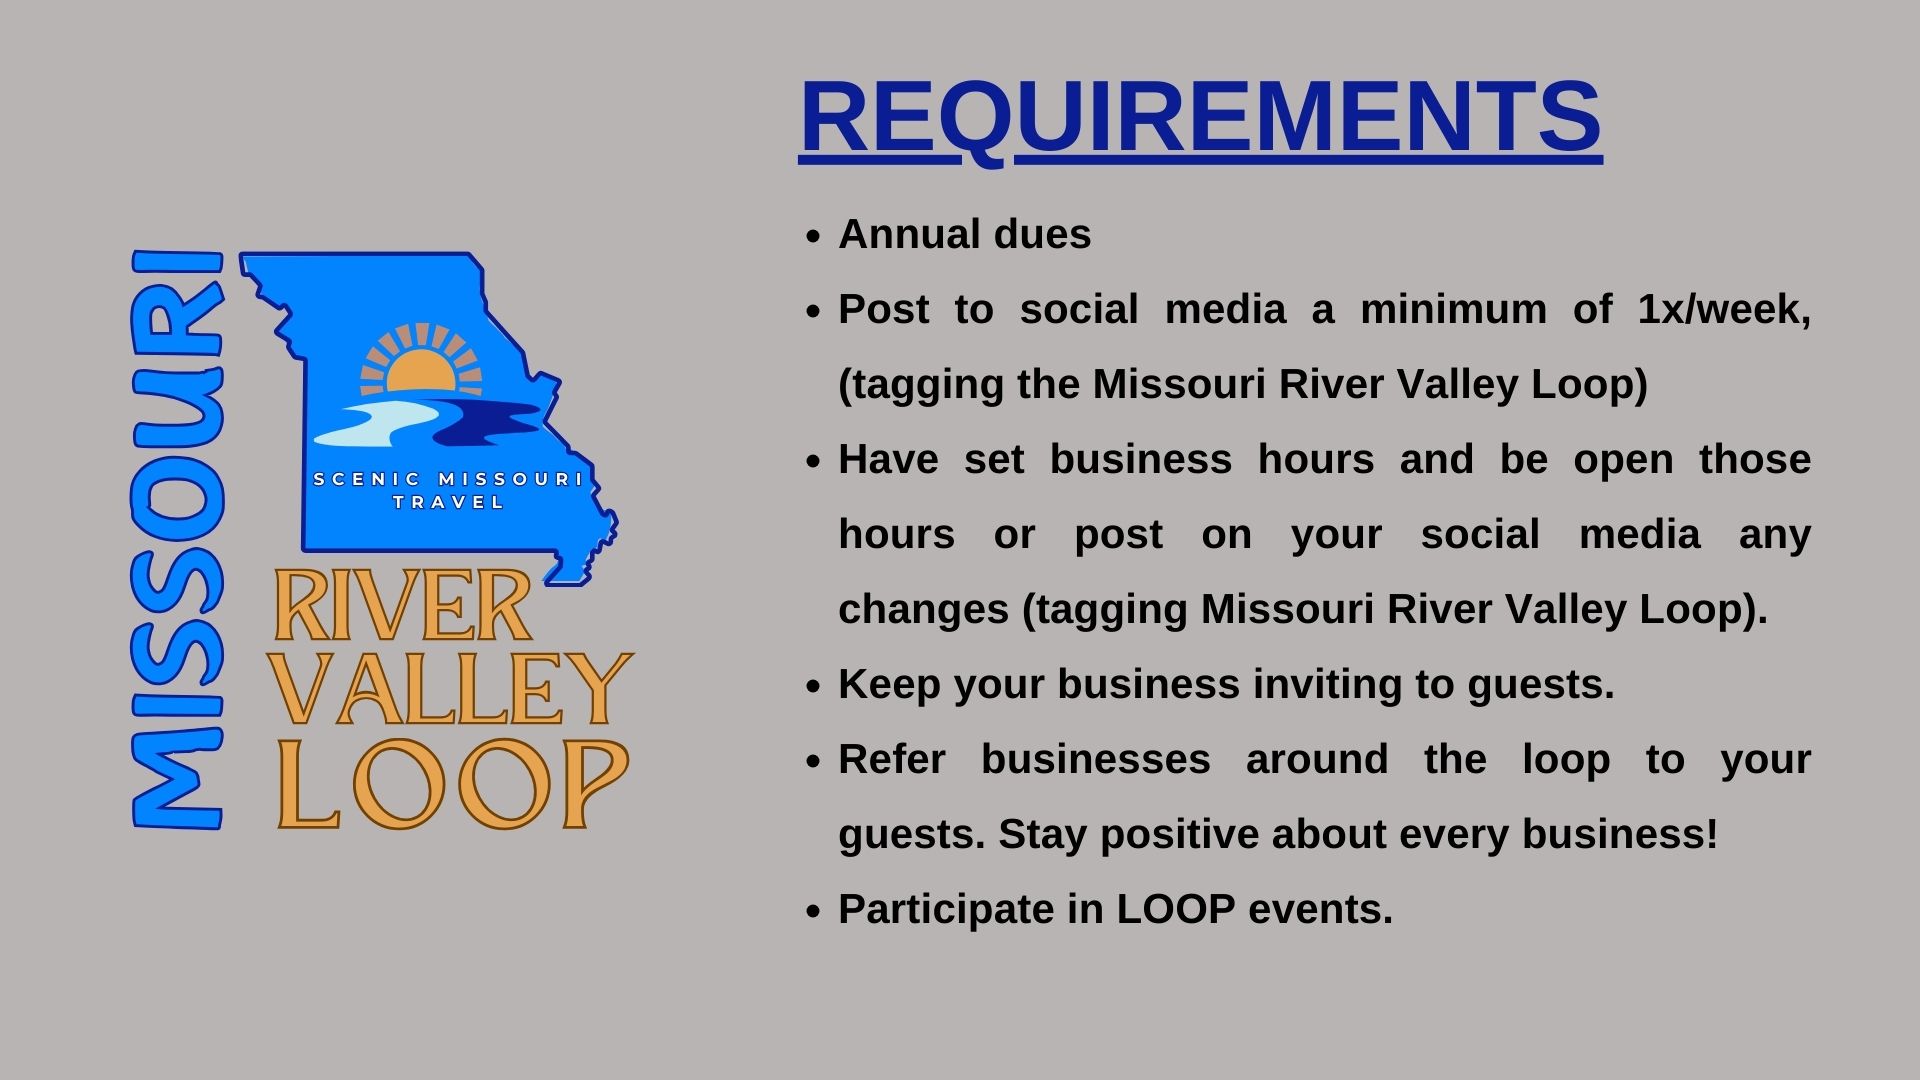 MISSOURI
SCENIC MISSOURI
TRAVEL
RIVER
VALLEY
LOOP
REQUIREMENTS
• Annual dues
• Post to social media a minimum of 1x/week,
(tagging the Missouri River Valley Loop)
• Have set business hours and be open those
hours or post on your social media any
changes (tagging Missouri River Valley Loop).
• Keep your business inviting to guests.
• Refer businesses around the loop to your
guests. Stay positive about every business!
• Participate in LOOP events.